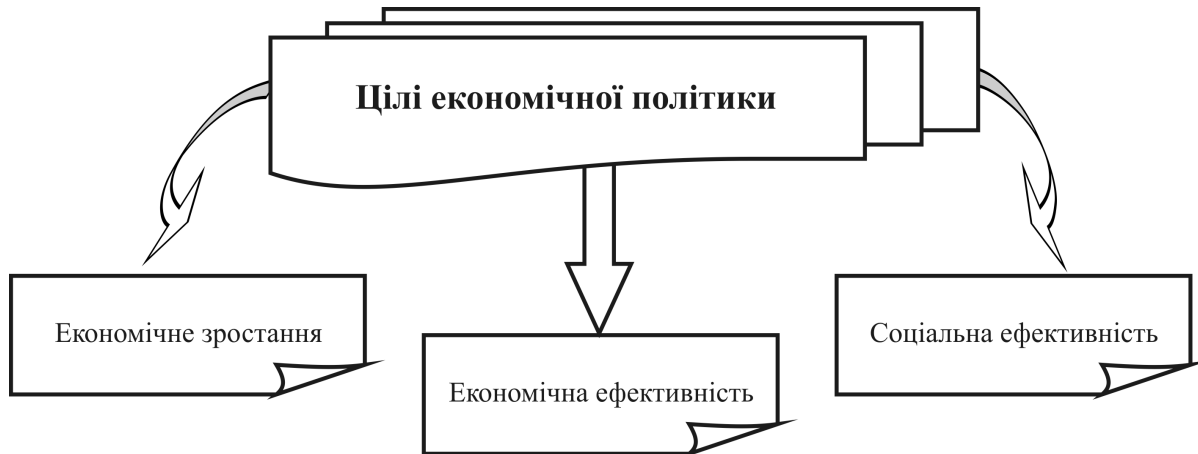 Цілі економічної політики
Економічне зростання
Економічна ефективність
Соціальна ефективність